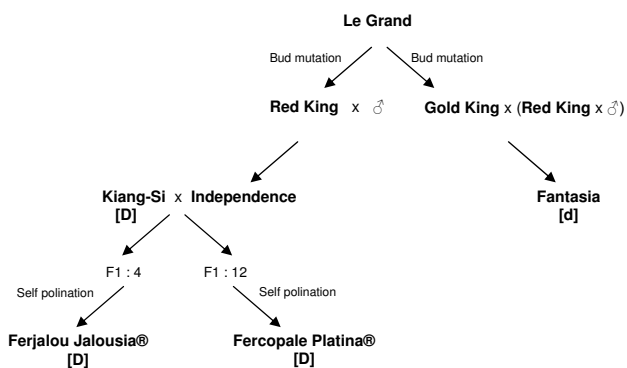 Le Grand
Bud mutation Bud mutation
Red King x ♂ Gold King x (Red King x ♂)
Kiang-Si x Independence Fantasia
[D] [d]
F1 : 4 F1 : 12
Self polination Self polination
Ferjalou Jalousia® Fercopale Platina®
[D] [D]